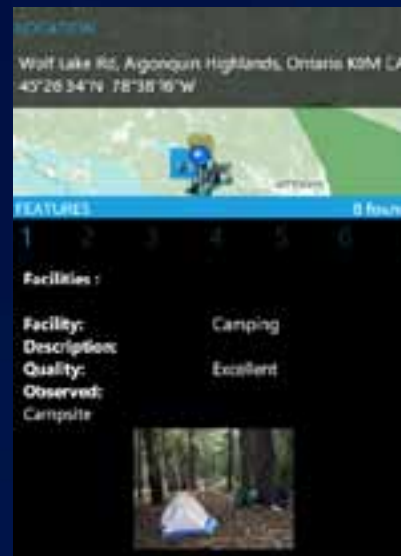 LOCATION
Wolf Lake Rd, Algonquin Highlands, Ontario K0M
45°26'34"N 78°38'16"W
FEATURES 8
1 2 3 4 5 6
Facilities :
Facility: Camping
Description:
Quality: Excellent
Observed:
Campsite